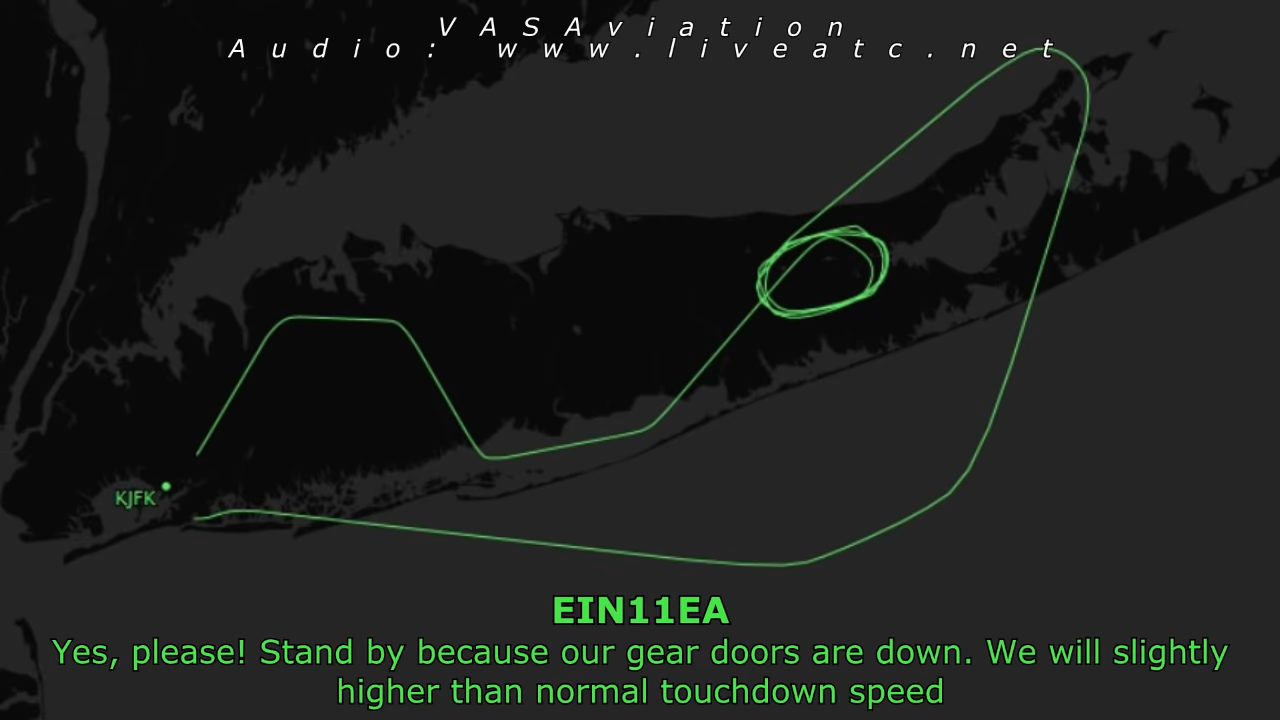 V A S A v i a t i o n
A u d i o : w w w . l i v e a t c . n e t
KJFK
EIN11EA
Yes, please! Stand by because our gear doors are down. We will slightly
higher than normal touchdown speed